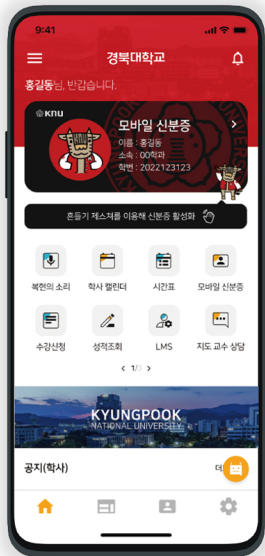 9:41
경북대학교
홍길동님, 반갑습니다.
KNU
모바일 신분증
이름 : 홍길동
소속 : 00학과
학번 : 2022123123
흔들기 제스쳐를 이용해 신분증 활성화
복현의 소리 학사 캘린더 시간표 모바일 신분증
수강신청 성적조회 LMS 지도 교수 상담
1/3
KYUNGPOOK
NATIONAL UNIVERSITY
공지(학사)